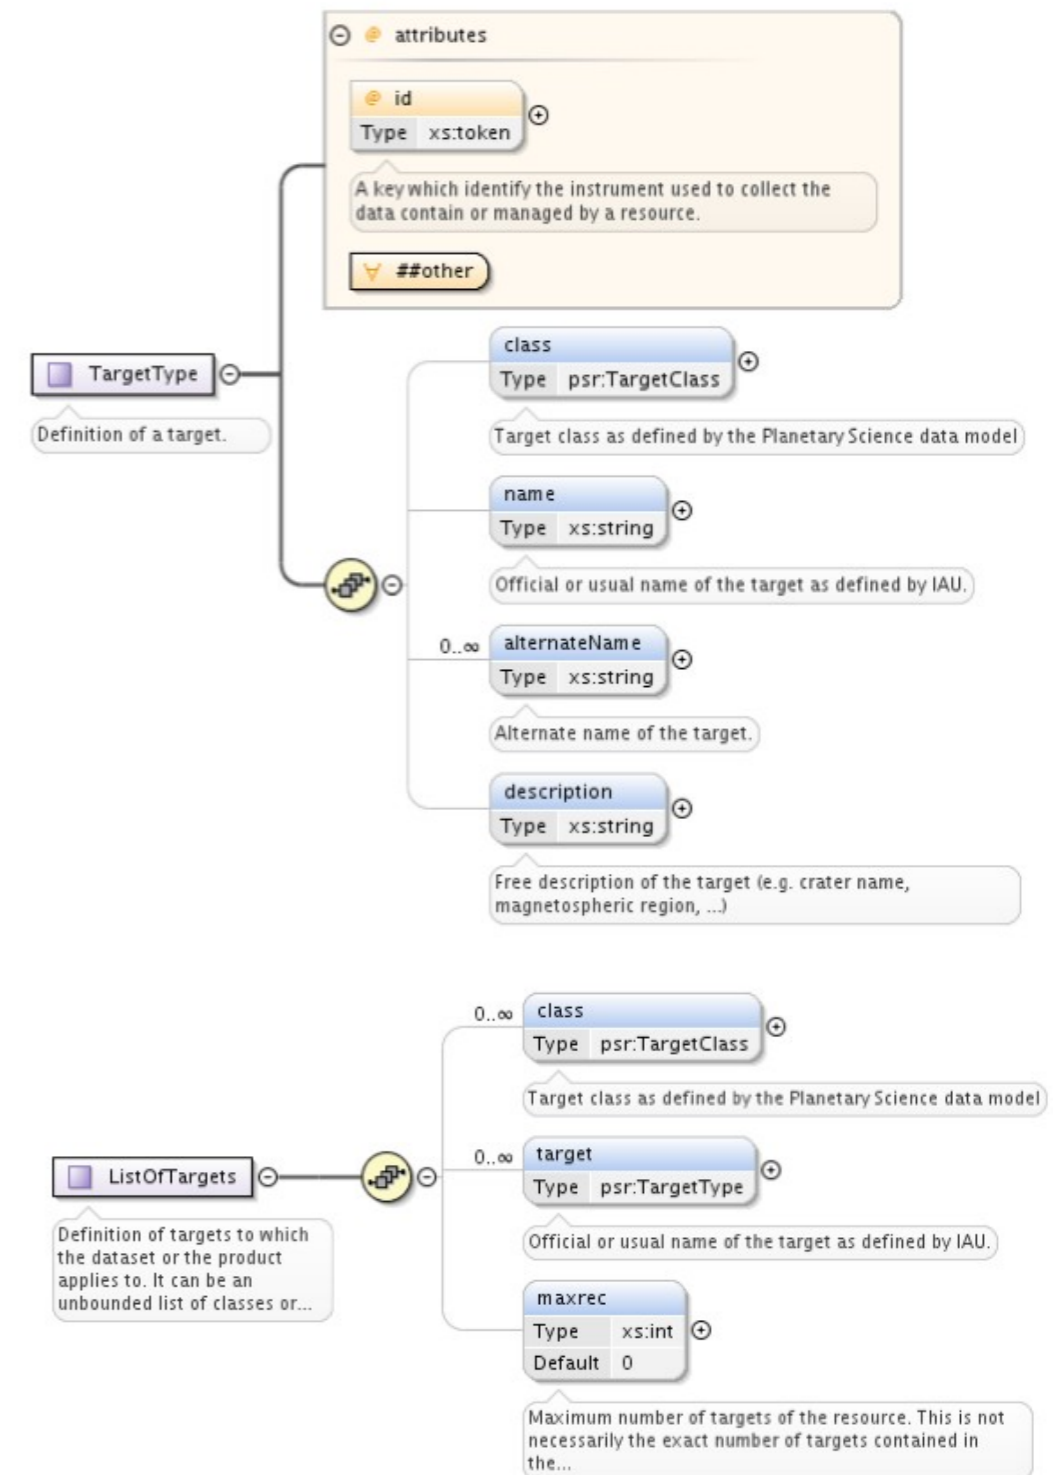 attributes
id
Type xs:token
A key which identify the instrument used to collect the
data contain or managed by a resource.
##other
TargetType
Definition of a target.
class
Type psr:TargetClass
Target class as defined by the Planetary Science data model
name
Type xs:string
Official or usual name of the target as defined by IAU.
0..∞ alternateName
Type xs:string
Alternate name of the target.
description
Type xs:string
Free description of the target (e.g. crater name,
magnetospheric region, ...)
ListOfTargets
Definition of targets to which
the dataset or the product
applies to. It can be an
unbounded list of classes or...
0..∞ class
Type psr:TargetClass
Target class as defined by the Planetary Science data model
0..∞ target
Type psr:TargetType
Official or usual name of the target as defined by IAU.
maxrec
Type xs:int
Default 0
Maximum number of targets of the resource. This is not
necessarily the exact number of targets contained in
the...